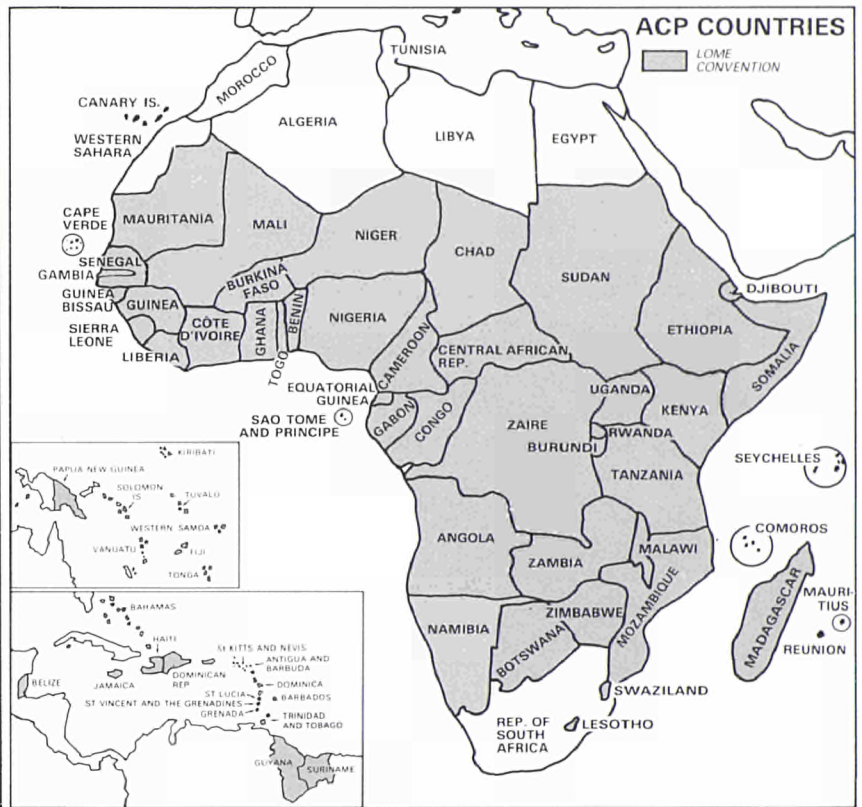 ACP COUNTRIES
LOME
CONVENTION
TUNISIA
MOROCCO
CANARY IS.
ALGERIA
LIBYA
EGYPT
WESTERN
SAHARA
CAPE
VERDE
MAURITANIA
MALI
NIGER
CHAD
SUDAN
SENEGAL
GAMBIA
BURKINA
FASO
DJIBOUTI
GUINEA
BISSAU
GUINEA
CÔTE
D'IVOIRE
GHANA
TOGO
BENIN
NIGERIA
CAMEROON
ETHIOPIA
SOMALIA
SIERRA
LEONE
LIBERIA
CENTRAL AFRICAN
REP.
EQUATORIAL
GUINEA
SAO TOME
AND PRINCIPE
GABON
CONGO
ZAIRE
UGANDA
KENYA
RWANDA
BURUNDI
TANZANIA
SEYCHELLES
COMOROS
ANGOLA
ZAMBIA
MALAWI
MOZAMBIQUE
MADAGASCAR
MAURI-
TIUS
REUNION
NAMIBIA
BOTSWANA
ZIMBABWE
SWAZILAND
LESOTHO
REP. OF
SOUTH
AFRICA
KIRIBATI
PAPUA NEW GUINEA
SOLOMON
IS
TUVALU
WESTERN SAMOA
VANUATU
FIJI
TONGA
BAHAMAS
HAITI
St KITTS AND NEVIS
ANTIGUA AND
BARBUDA
BELIZE
JAMAICA
DOMINICAN
REP
DOMINICA
ST LUCIA
BARBADOS
ST VINCENT AND THE GRENADINES
GRENADA
TRINIDAD
AND TOBAGO
GUYANA
SURINAME